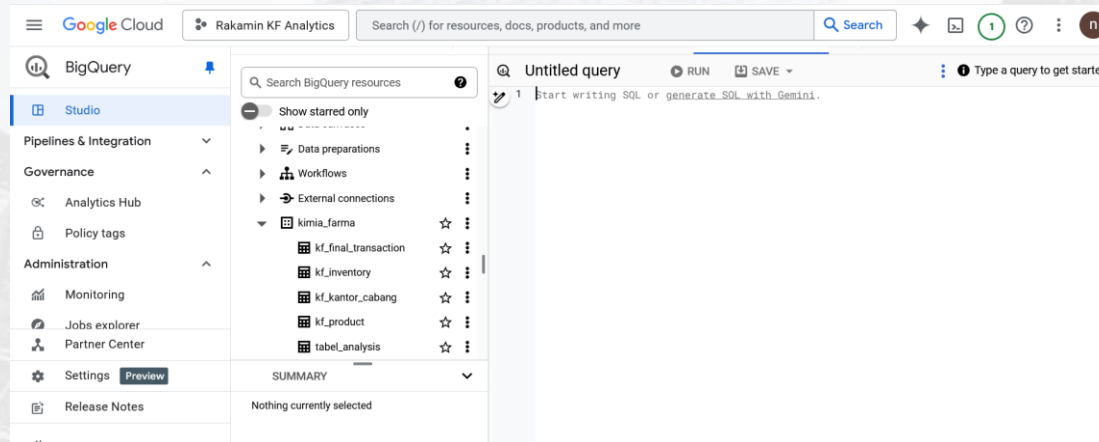 Google Cloud
Rakamin KF Analytics
Search (/) for resources, docs, products, and more
Search
1
n
BigQuery
Studio
Pipelines & Integration
Governance
Analytics Hub
Policy tags
Administration
Monitoring
Jobs explorer
Partner Center
Settings Preview
Release Notes
Search BigQuery resources
Show starred only
Data canvases
Data preparations
Workflows
External connections
kimia_farma
kf_final_transaction
kf_inventory
kf_kantor_cabang
kf_product
tabel_analysis
SUMMARY
Nothing currently selected
Untitled query
RUN
SAVE
Type a query to get starte
1 Start writing SQL or generate SQL with Gemini.